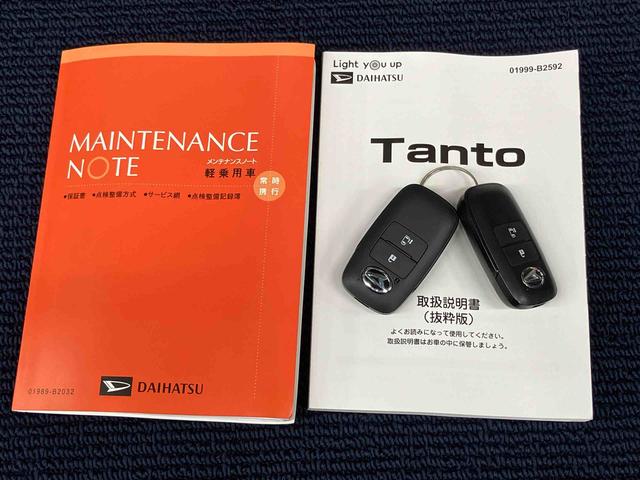 MAINTENANCE
NOTE
メンテナンスノート
軽乗用車
常時
携行
●保証書 ●点検整備方式 ●サービス網 ●点検整備記録簿
01989-B2032
DAIHATSU
Light you up
DAIHATSU
01999-B2592
Tanto
取扱説明書
（抜粋版）
よくお読みになって使用してください。
取扱説明書はお車の中に保管しましょう。